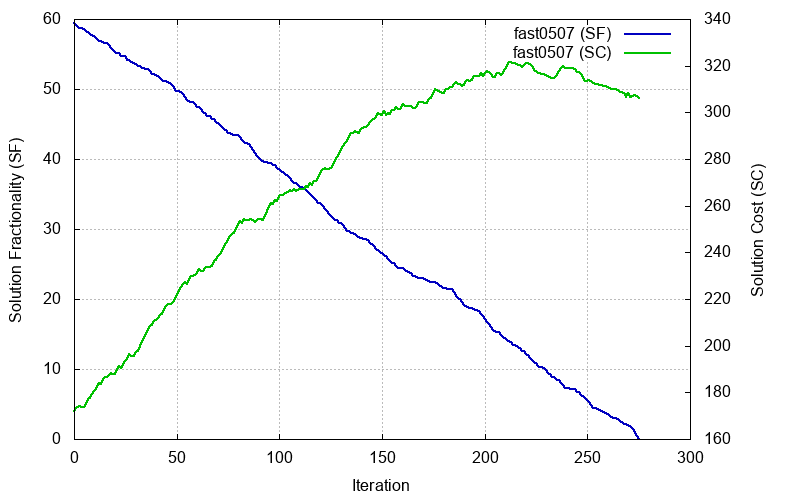 60
50
40
30
20
10
0
Solution Fractionality (SF)
fast0507 (SF)
fast0507 (SC)
340
320
300
280
260
240
220
200
180
160
Solution Cost (SC)
0 50 100 150 200 250 300
Iteration